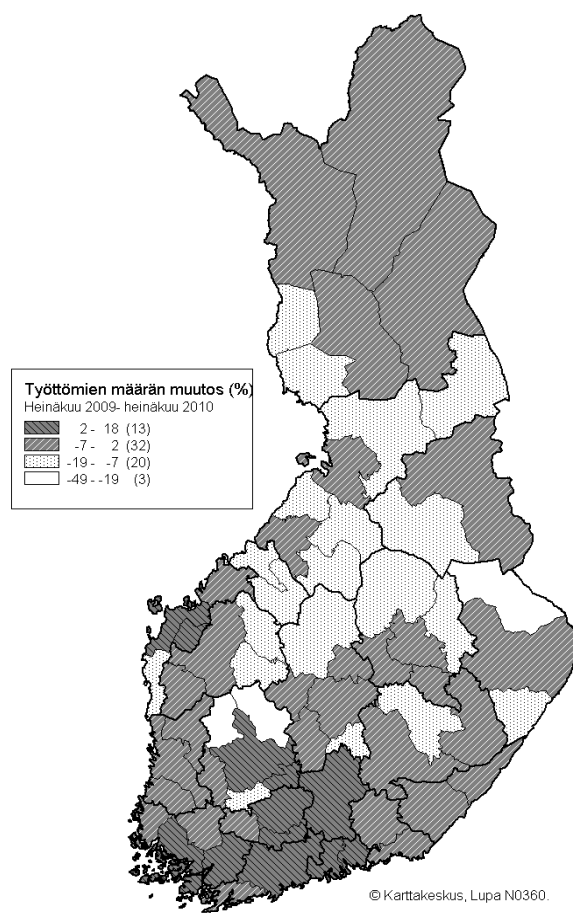 Työttömien määrän muutos (%)
Heinäkuu 2009- heinäkuu 2010
2 - 18 (13)
-7 - 2 (32)
-19 - -7 (20)
-49 - -19 (3)
© Karttakeskus, Lupa N0360.